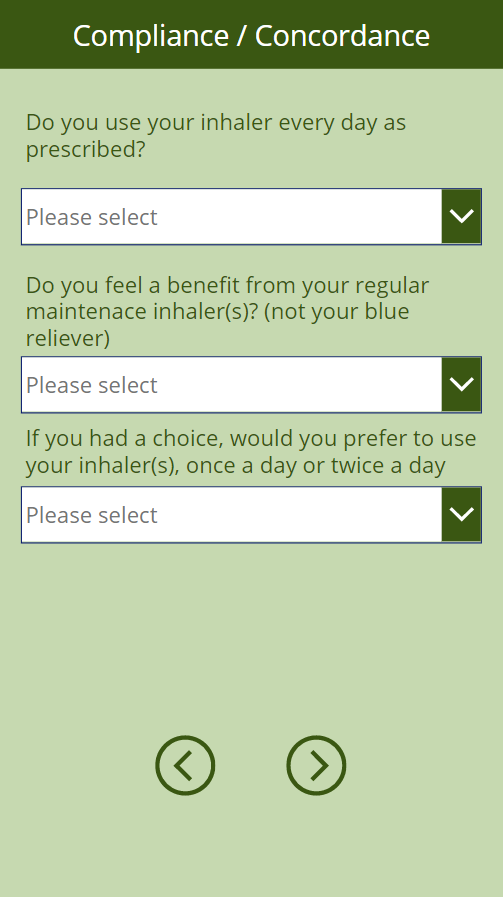 Compliance / Concordance
Do you use your inhaler every day as
prescribed?
Please select
Do you feel a benefit from your regular
maintenace inhaler(s)? (not your blue
reliever)
Please select
If you had a choice, would you prefer to use
your inhaler(s), once a day or twice a day
Please select